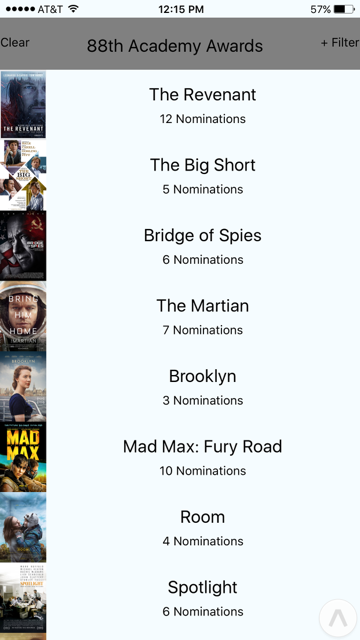 AT&T 12:15 PM 57%
Clear 88th Academy Awards + Filter
THE REVENANT
The Revenant
12 Nominations
BIG
The Big Short
5 Nominations
BRIDGE OF SPIES
Bridge of Spies
6 Nominations
BRING
HIM
HOME
MARTIAN
The Martian
7 Nominations
BROOKLYN
Brooklyn
3 Nominations
MAD
MAX
Mad Max: Fury Road
10 Nominations
Room
4 Nominations
SPOTLIGHT
Spotlight
6 Nominations